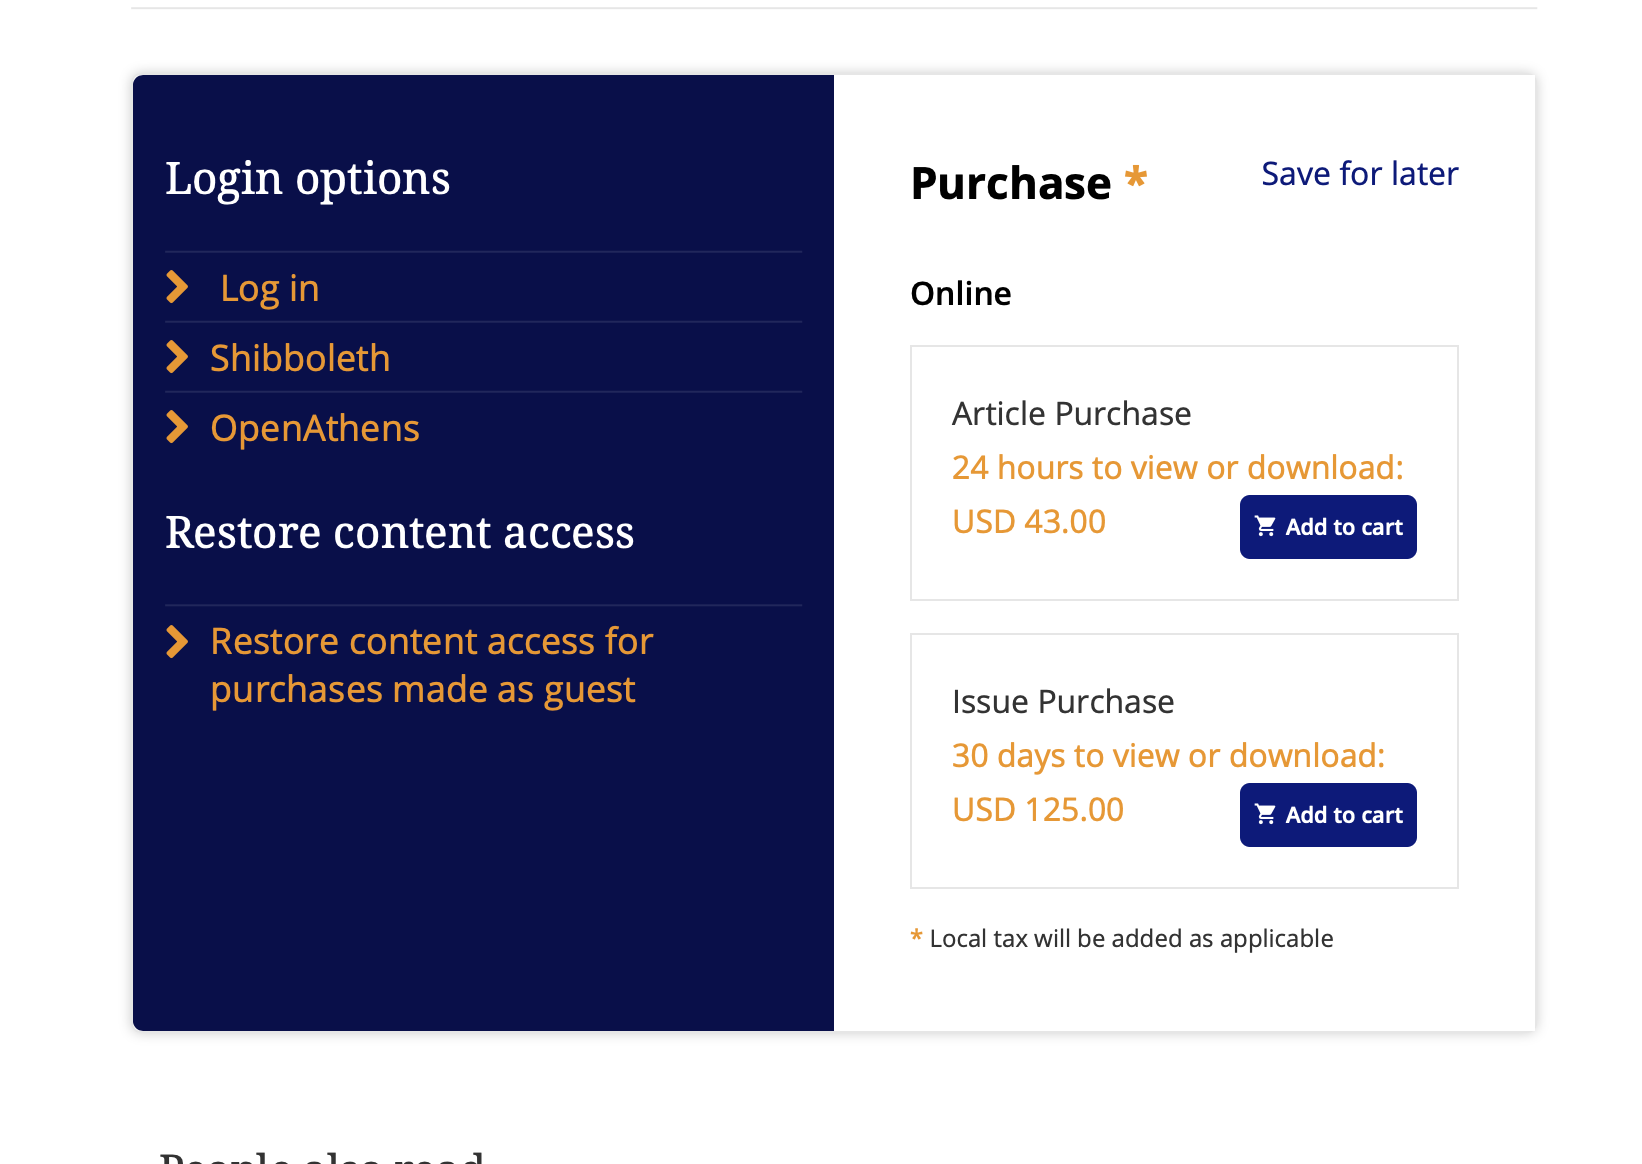 Login options
Log in
Shibboleth
OpenAthens
Restore content access
Restore content access for
purchases made as guest
Purchase *
Save for later
Online
Article Purchase
24 hours to view or download:
USD 43.00
Add to cart
Issue Purchase
30 days to view or download:
USD 125.00
Add to cart
* Local tax will be added as applicable
People also read